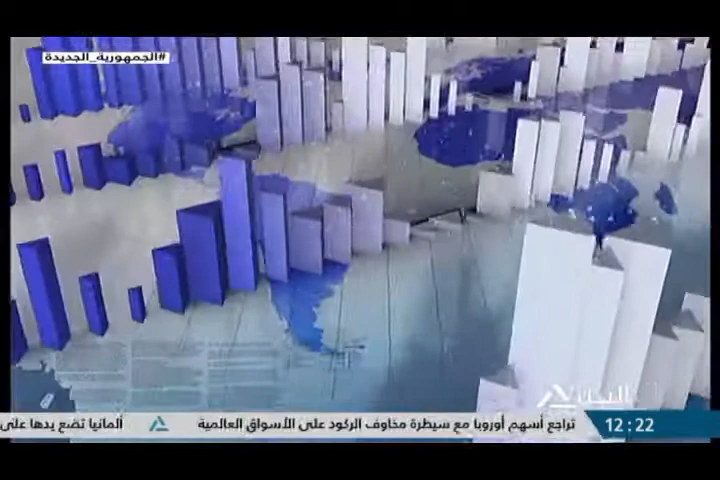 #الجمهورية_الجديدة
تراجع أسهم أوروبا مع سيطرة مخاوف الركود على الأسواق العالمية
ألمانيا تضع يدها على
12:22